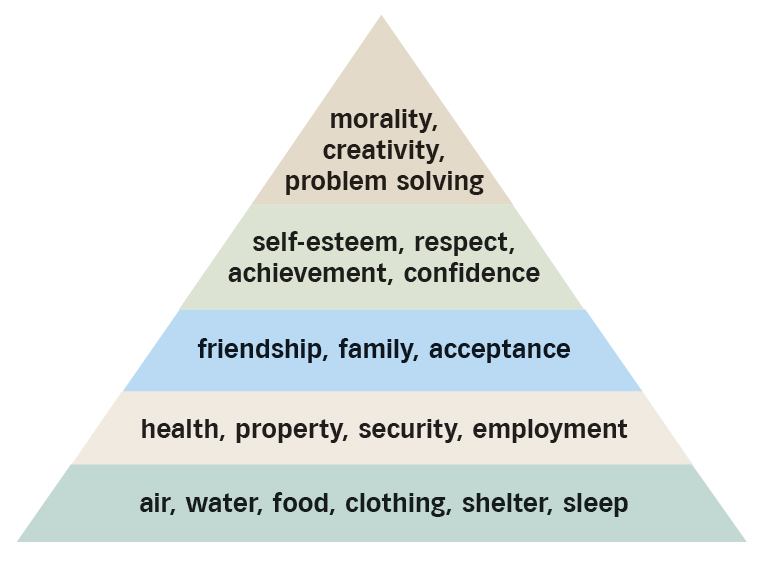 morality,
creativity,
problem solving
self-esteem, respect,
achievement, confidence
friendship, family, acceptance
health, property, security, employment
air, water, food, clothing, shelter, sleep